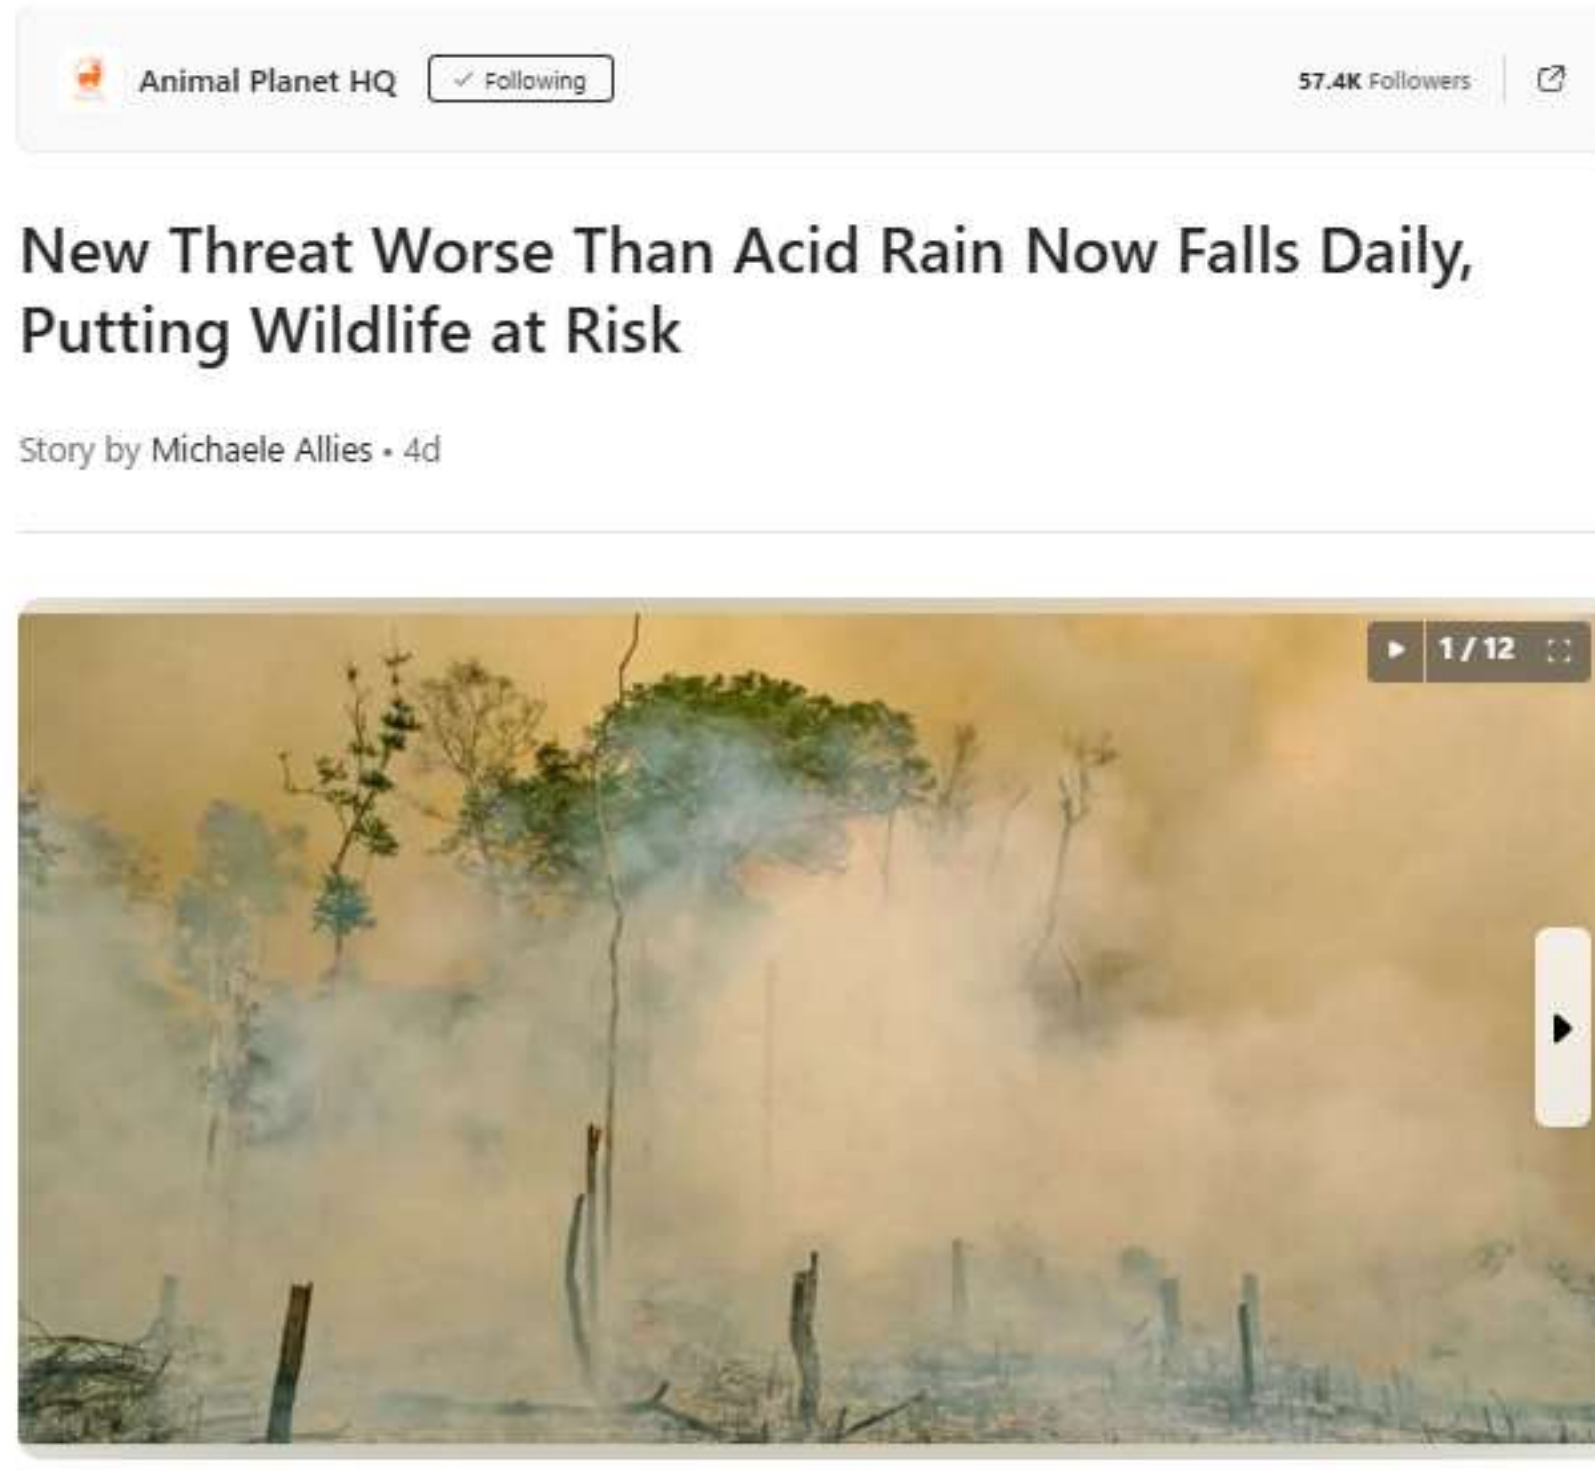 Animal Planet HQ
Following
57.4K Followers
New Threat Worse Than Acid Rain Now Falls Daily,
Putting Wildlife at Risk
Story by Michaele Allies • 4d
1 / 12